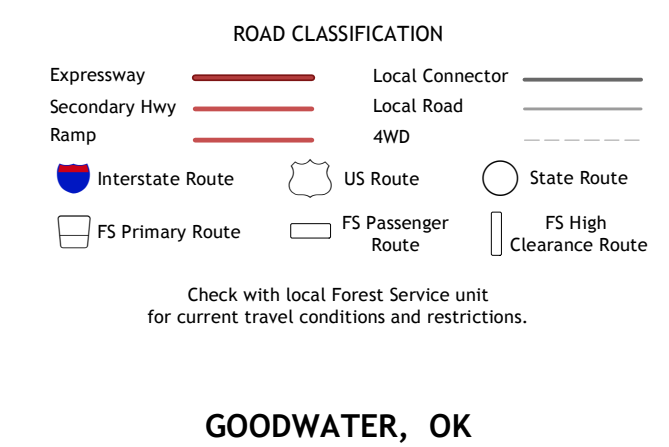 ROAD CLASSIFICATION
Expressway
Local Connector
Secondary Hwy
Local Road
Ramp
4WD
Interstate Route
US Route
State Route
FS Primary Route
FS Passenger
Route
FS High
Clearance Route
Check with local Forest Service unit
for current travel conditions and restrictions.
GOODWATER, OK